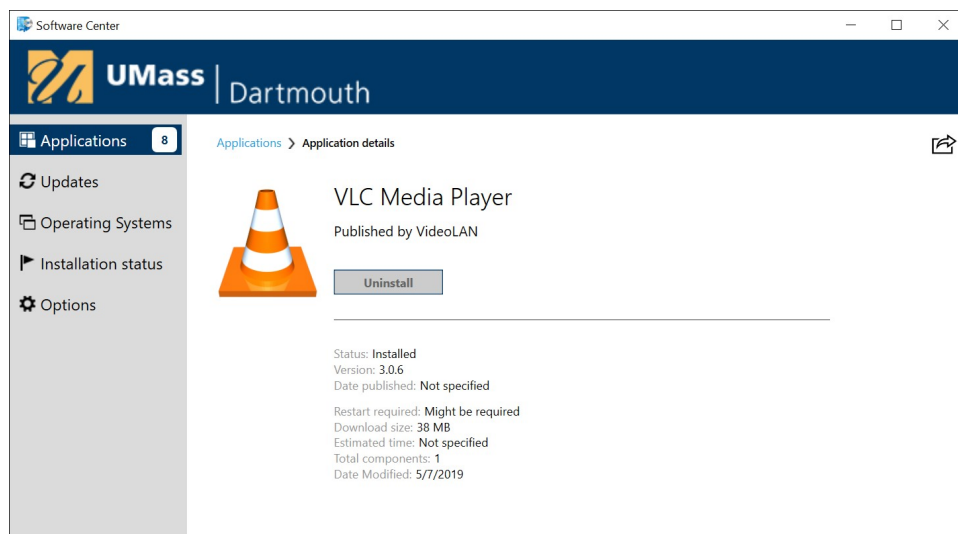 Software Center
UMass
Dartmouth
Applications 8
Updates
Operating Systems
Installation status
Options
Applications ❯ Application details
VLC Media Player
Published by VideoLAN
Uninstall
Status: Installed
Version: 3.0.6
Date published: Not specified
Restart required: Might be required
Download size: 38 MB
Estimated time: Not specified
Total components: 1
Date Modified: 5/7/2019